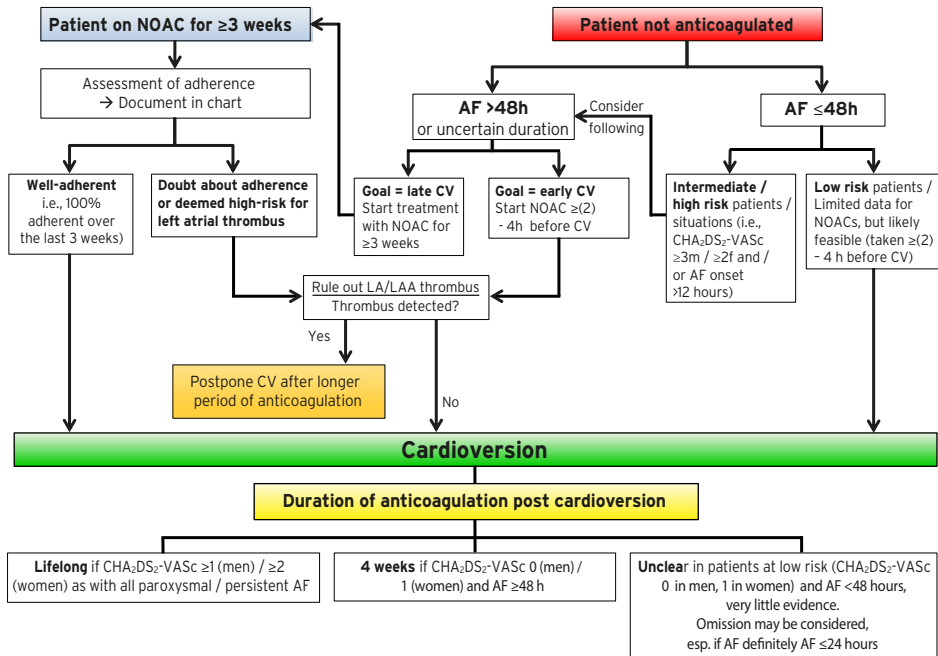 Patient on NOAC for ≥3 weeks
Patient not anticoagulated
Assessment of adherence
→ Document in chart
AF >48h
or uncertain duration
Consider
following
AF ≤48h
Well-adherent
i.e., 100%
adherent over
the last 3 weeks)
Doubt about adherence
or deemed high-risk for
left atrial thrombus
Goal = late CV
Start treatment
with NOAC for
≥3 weeks
Goal = early CV
Start NOAC ≥(2)
- 4h before CV
Intermediate /
high risk patients /
situations (i.e.,
CHA₂DS₂-VASc
≥3m / ≥2f and /
/ or AF onset
>12 hours)
Low risk patients /
Limited data for
NOACs, but likely
feasible (taken ≥(2)
– 4 h before CV)
Rule out LA/LAA thrombus
Thrombus detected?
Yes
Postpone CV after longer
period of anticoagulation
No
Cardioversion
Duration of anticoagulation post cardioversion
Lifelong if CHA₂DS₂-VASc ≥1 (men) / ≥2
(women) as with all paroxysmal / persistent AF
4 weeks if CHA₂DS₂-VASc 0 (men) /
1 (women) and AF ≥48 h
Unclear in patients at low risk (CHA₂DS₂-VASc
0 in men, 1 in women) and AF <48 hours,
very little evidence.
Omission may be considered,
esp. if AF definitely AF ≤24 hours